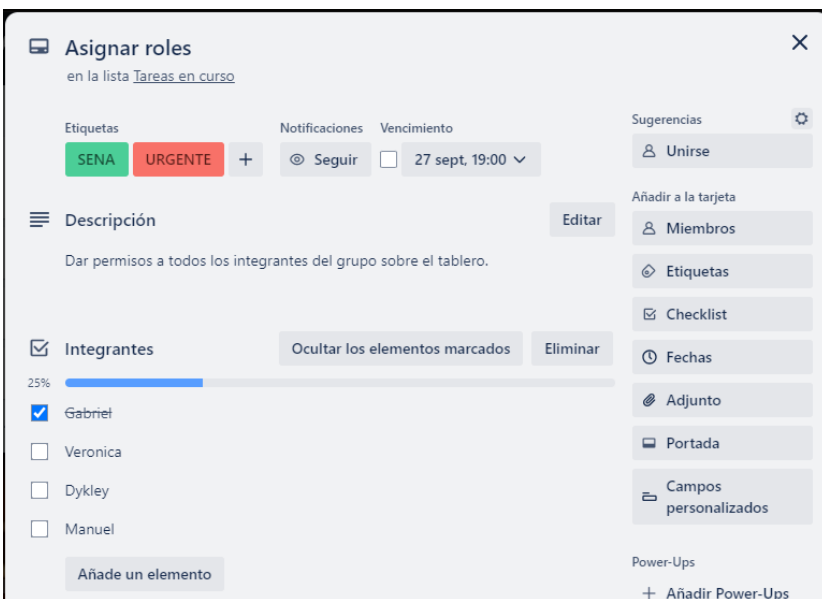 Asignar roles
en la lista Tareas en curso
Etiquetas
SENA
URGENTE
+
Notificaciones
Seguir
Vencimiento
27 sept, 19:00
Descripción
Editar
Dar permisos a todos los integrantes del grupo sobre el tablero.
Integrantes
Ocultar los elementos marcados
Eliminar
25%
Gabriel
Veronica
Dykley
Manuel
Añade un elemento
Sugerencias
Unirse
Añadir a la tarjeta
Miembros
Etiquetas
Checklist
Fechas
Adjunto
Portada
Campos
personalizados
Power-Ups
+ Añadir Power-Ups